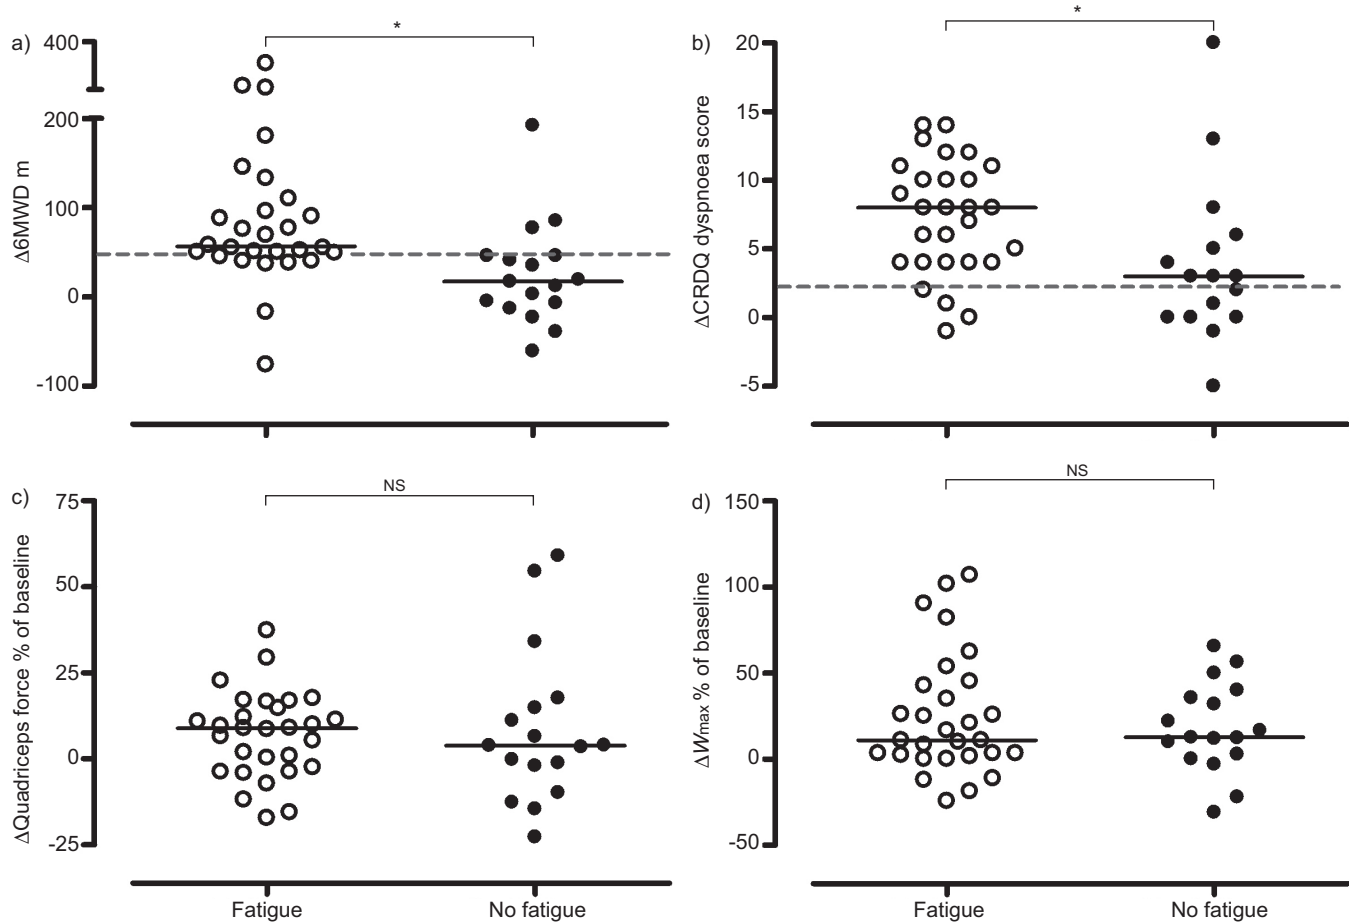 a)
*
400
200
100
0
-100
Δ6MWD m
b)
*
20
15
10
5
0
-5
ΔCRDQ dyspnoea score
c)
NS
75
50
25
0
-25
ΔQuadriceps force % of baseline
Fatigue
No fatigue
d)
NS
150
100
50
0
-50
ΔWmax % of baseline
Fatigue
No fatigue